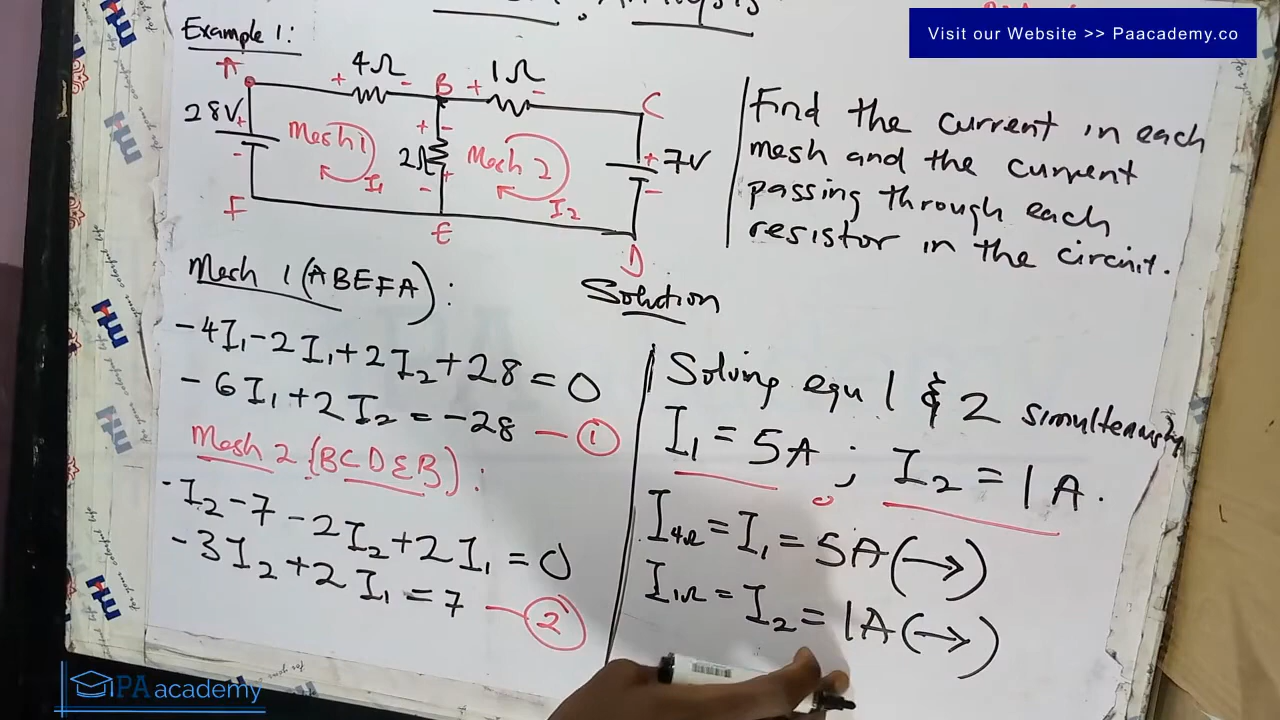 Analysis
Visit our Website >> Paacademy.co
Example 1:
A
4Ω
B
1Ω
C
+ -
+ -
28V
+
-
Mesh 1
I₁
2Ω
+ -
- +
Mesh 2
I₂
7V
+
-
F
E
D
Find the current in each
mesh and the current
passing through each
resistor in the circuit.
Mesh 1 (ABEFA):
Solution
-4I₁-2I₁+2I₂+28=0
-6I₁+2I₂=-28 — ①
Mesh 2 (BCDEB):
-I₂-7-2I₂+2I₁=0
-3I₂+2I₁=7 — ②
Solving equ 1 & 2 simultenously
I₁=5A; I₂=1A.
I₄Ω=I₁=5A(→)
I₁Ω=I₂=1A(→)
PA academy